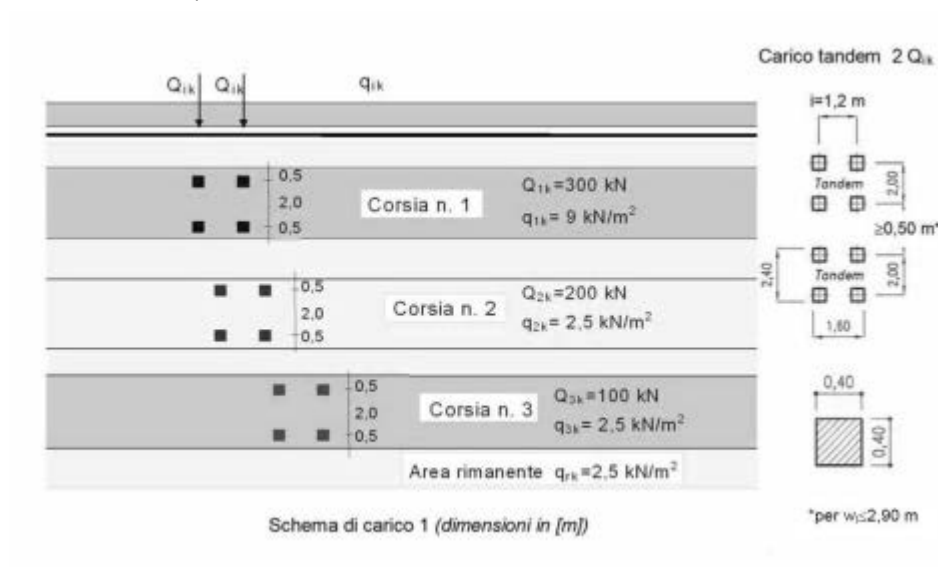 Carico tandem 2 Qik
Qik Qik qik
i=1,2 m
0,5
2,0
0,5
Corsia n. 1
Q1k=300 kN
q1k= 9 kN/m²
Tandem
2,00
≥0,50 m*
0,5
2,0
0,5
Corsia n. 2
Q2k=200 kN
q2k= 2,5 kN/m²
2,40
Tandem
2,00
1,60
0,5
2,0
0,5
Corsia n. 3
Q3k=100 kN
q3k= 2,5 kN/m²
0,40
0,40
Area rimanente qrk=2,5 kN/m²
*per wl≤2,90 m
Schema di carico 1 (dimensioni in [m])